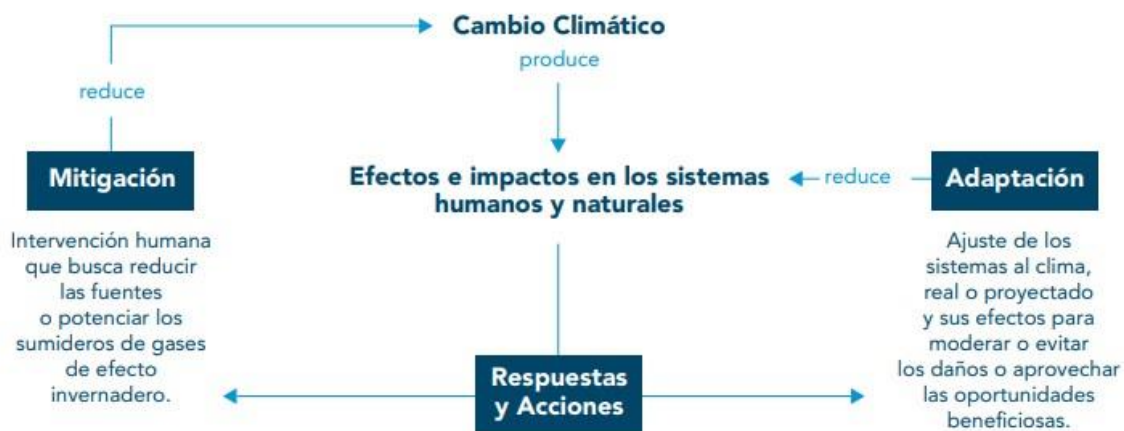 Cambio Climático
produce
reduce
Mitigación
Intervención humana
que busca reducir
las fuentes
o potenciar los
sumideros de gases
de efecto
invernadero.
Efectos e impactos en los sistemas
humanos y naturales
reduce
Adaptación
Ajuste de los
sistemas al clima,
real o proyectado
y sus efectos para
moderar o evitar
los daños o aprovechar
las oportunidades
beneficiosas.
Respuestas
y Acciones